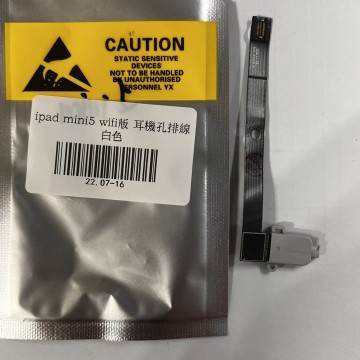 CAUTION
STATIC SENSITIVE
DEVICES
NOT TO BE HANDLED
BY UNAUTHORISED
PERSONNEL YX
ipad mini5 wifi版 耳機孔排線
白色
22.07-16